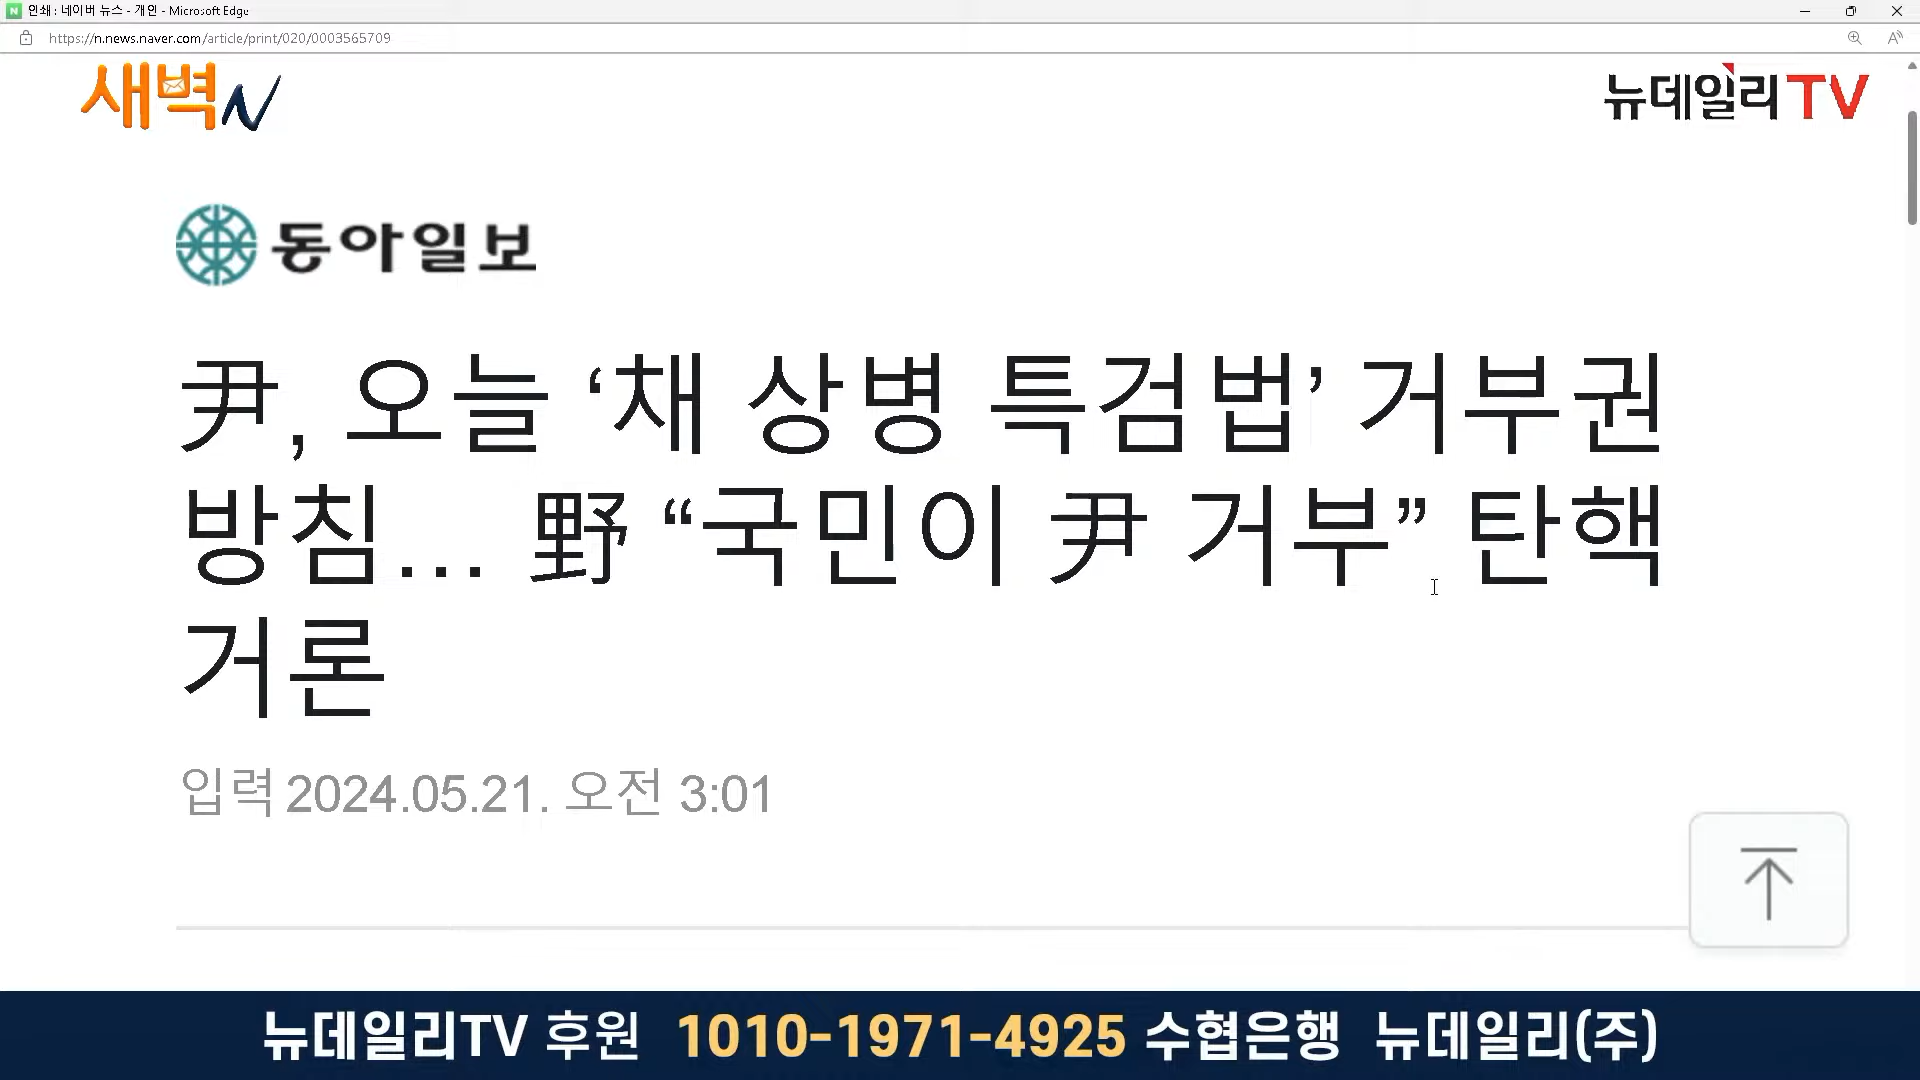 인쇄 : 네이버 뉴스 - 개인 - Microsoft Edge
https://n.news.naver.com/article/print/020/0003565709
새벽N
뉴데일리TV
동아일보
尹, 오늘 ‘채 상병 특검법’ 거부권
방침… 野 “국민이 尹 거부” 탄핵
거론
입력 2024.05.21. 오전 3:01
뉴데일리TV 후원 1010-1971-4925 수협은행 뉴데일리(주)